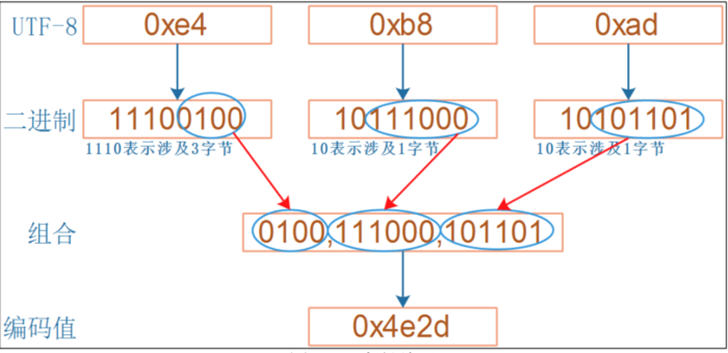 UTF-8 0xe4 0xb8 0xad
二进制 11100100 10111000 10101101
1110表示涉及3字节 10表示涉及1字节 10表示涉及1字节
组合 0100,111000,101101
编码值 0x4e2d